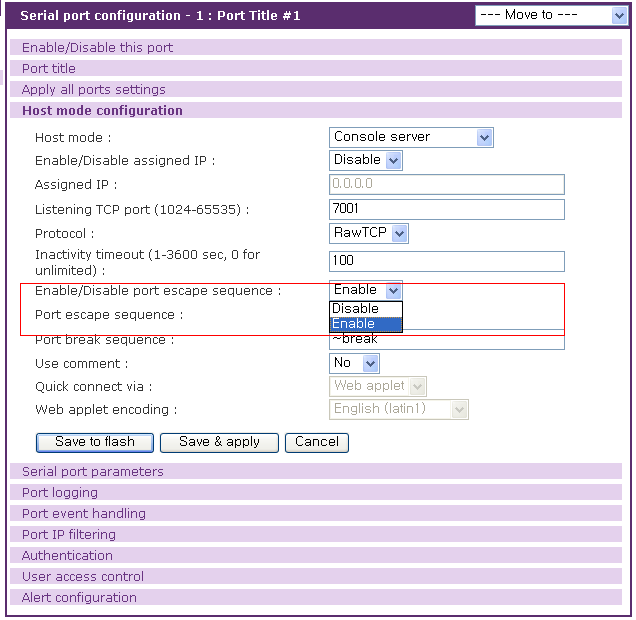 Serial port configuration - 1 : Port Title #1
--- Move to ---
Enable/Disable this port
Port title
Apply all ports settings
Host mode configuration
Host mode : Console server
Enable/Disable assigned IP : Disable
Assigned IP : 0.0.0.0
Listening TCP port (1024-65535) : 7001
Protocol : RawTCP
Inactivity timeout (1-3600 sec, 0 for
unlimited) : 100
Enable/Disable port escape sequence : Enable
Disable
Port escape sequence :
Enable
Port break sequence : ~break
Use comment : No
Quick connect via : Web applet
Web applet encoding : English (latin1)
Save to flash Save & apply Cancel
Serial port parameters
Port logging
Port event handling
Port IP filtering
Authentication
User access control
Alert configuration